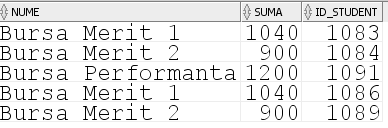 NUME SUMA ID_STUDENT
Bursa Merit 1 1040 1083
Bursa Merit 2 900 1084
Bursa Performanta 1200 1091
Bursa Merit 1 1040 1086
Bursa Merit 2 900 1089